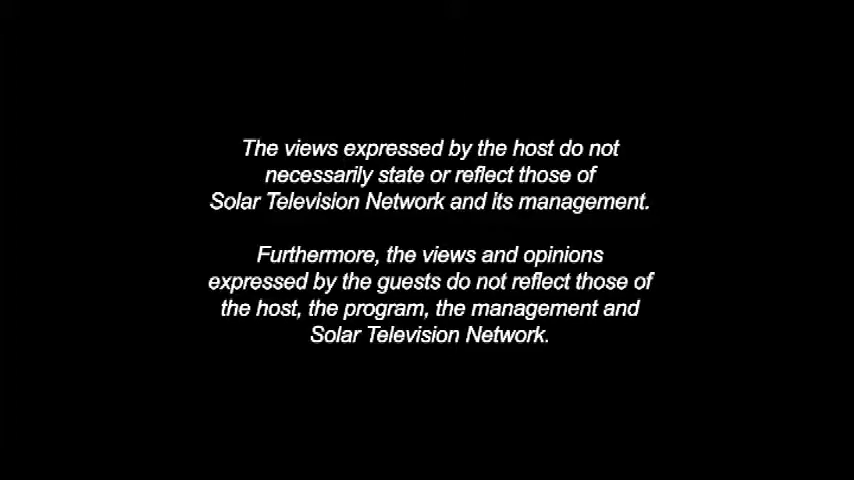 The views expressed by the host do not
necessarily state or reflect those of
Solar Television Network and its management.
Furthermore, the views and opinions
expressed by the guests do not reflect those of
the host, the program, the management and
Solar Television Network.